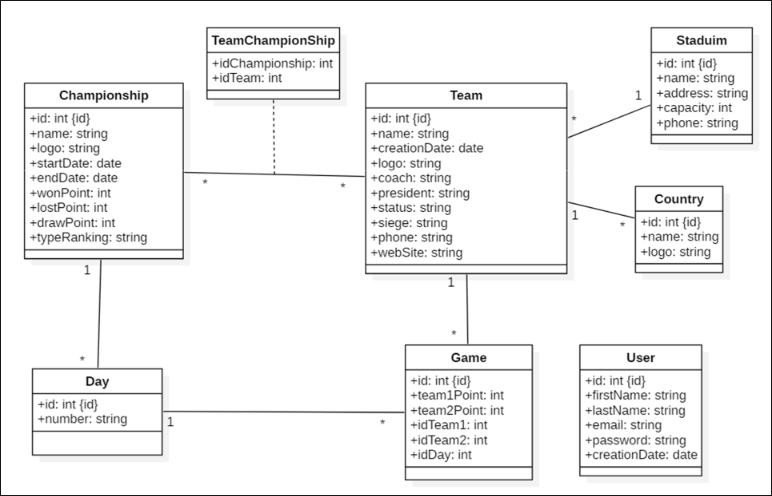 TeamChampionShip
+idChampionship: int
+idTeam: int
Staduim
+id: int {id}
+name: string
+address: string
+capacity: int
+phone: string
Championship
+id: int {id}
+name: string
+logo: string
+startDate: date
+endDate: date
+wonPoint: int
+lostPoint: int
+drawPoint: int
+typeRanking: string
Team
+id: int {id}
+name: string
+creationDate: date
+logo: string
+coach: string
+president: string
+status: string
+siege: string
+phone: string
+webSite: string
1
*
*
*
Country
+id: int {id}
+name: string
+logo: string
1
*
1
*
1
*
Day
+id: int {id}
+number: string
1
*
Game
+id: int {id}
+team1Point: int
+team2Point: int
+idTeam1: int
+idTeam2: int
+idDay: int
User
+id: int {id}
+firstName: string
+lastName: string
+email: string
+password: string
+creationDate: date